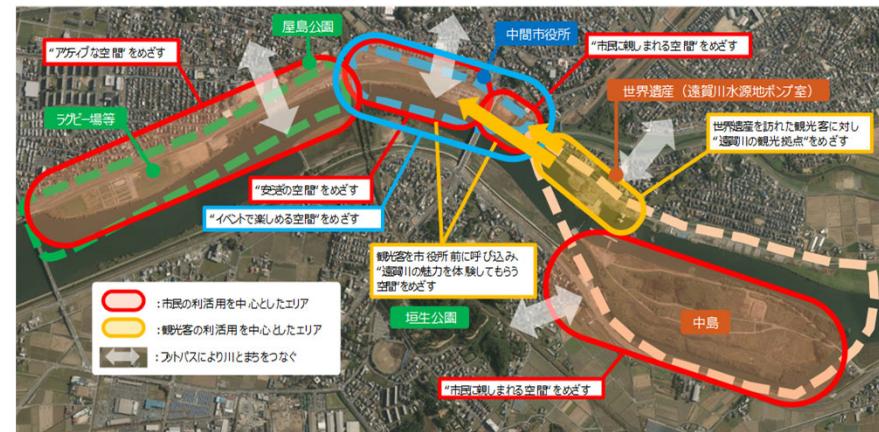 屋島公園
中間市役所
“アクティブな空間”をめざす
“市民に親しまれる空間”をめざす
世界遺産（遠賀川水源地ポンプ室）
ラグビー場等
世界遺産を訪れた観光客に対し
“遠賀川の観光拠点”をめざす
“安らぎの空間”をめざす
“イベントで楽しめる空間”をめざす
観光客を市役所前に呼び込み、
“遠賀川の魅力を体験してもらう
空間”をめざす
：市民の利活用を中心としたエリア
：観光客の利活用を中心としたエリア
：フットパスにより川とまちをつなぐ
垣生公園
中島
“市民に親しまれる空間”をめざす